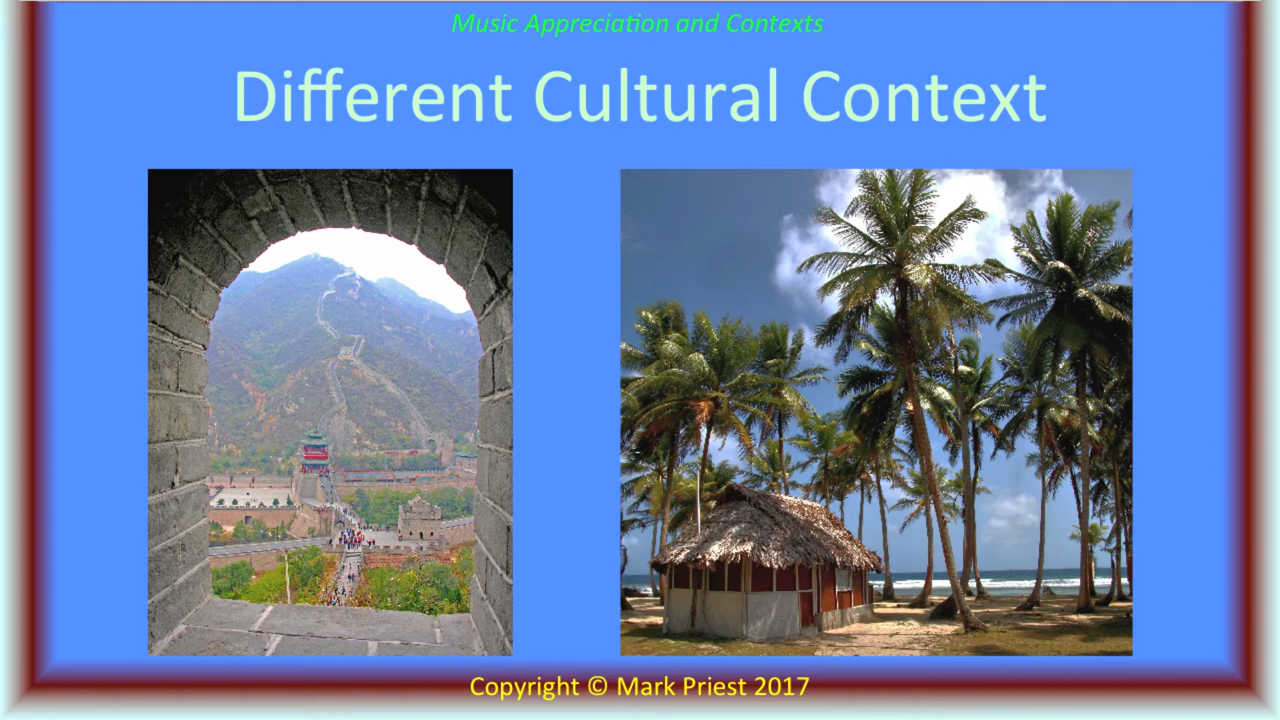 Music Appreciation and Contexts
Different Cultural Context
Copyright © Mark Priest 2017